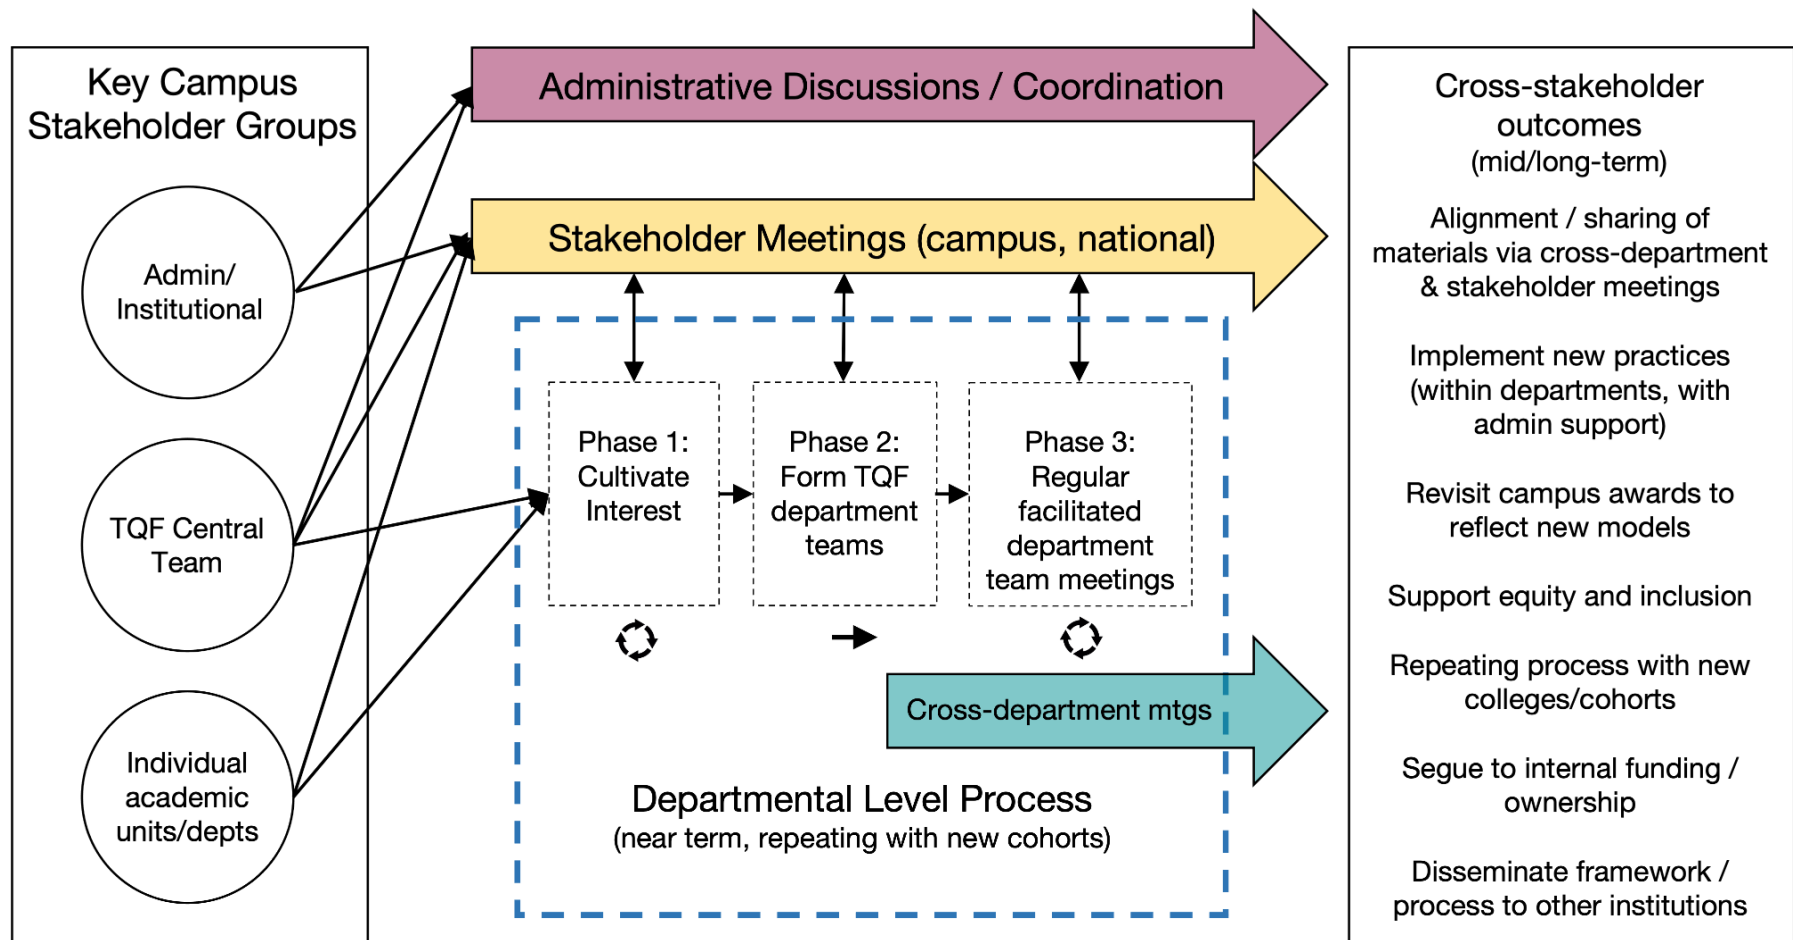 Key Campus
Stakeholder Groups
Admin/
Institutional
TQF Central
Team
Individual
academic
units/depts
Administrative Discussions / Coordination
Stakeholder Meetings (campus, national)
Phase 1:
Cultivate
Interest
Phase 2:
Form TQF
department
teams
Phase 3:
Regular
facilitated
department
team meetings
Cross-department mtgs
Departmental Level Process
(near term, repeating with new cohorts)
Cross-stakeholder
outcomes
(mid/long-term)
Alignment / sharing of
materials via cross-department
& stakeholder meetings
Implement new practices
(within departments, with
admin support)
Revisit campus awards to
reflect new models
Support equity and inclusion
Repeating process with new
colleges/cohorts
Segue to internal funding /
ownership
Disseminate framework /
process to other institutions